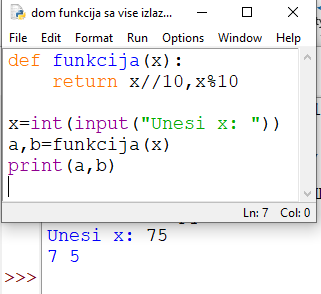 dom funkcija sa vise izlaz...
File Edit Format Run Options Window Help
def funkcija(x):
    return x//10,x%10
x=int(input("Unesi x: "))
a,b=funkcija(x)
print(a,b)
Ln: 7 Col: 0
Unesi x: 75
7 5
>>>